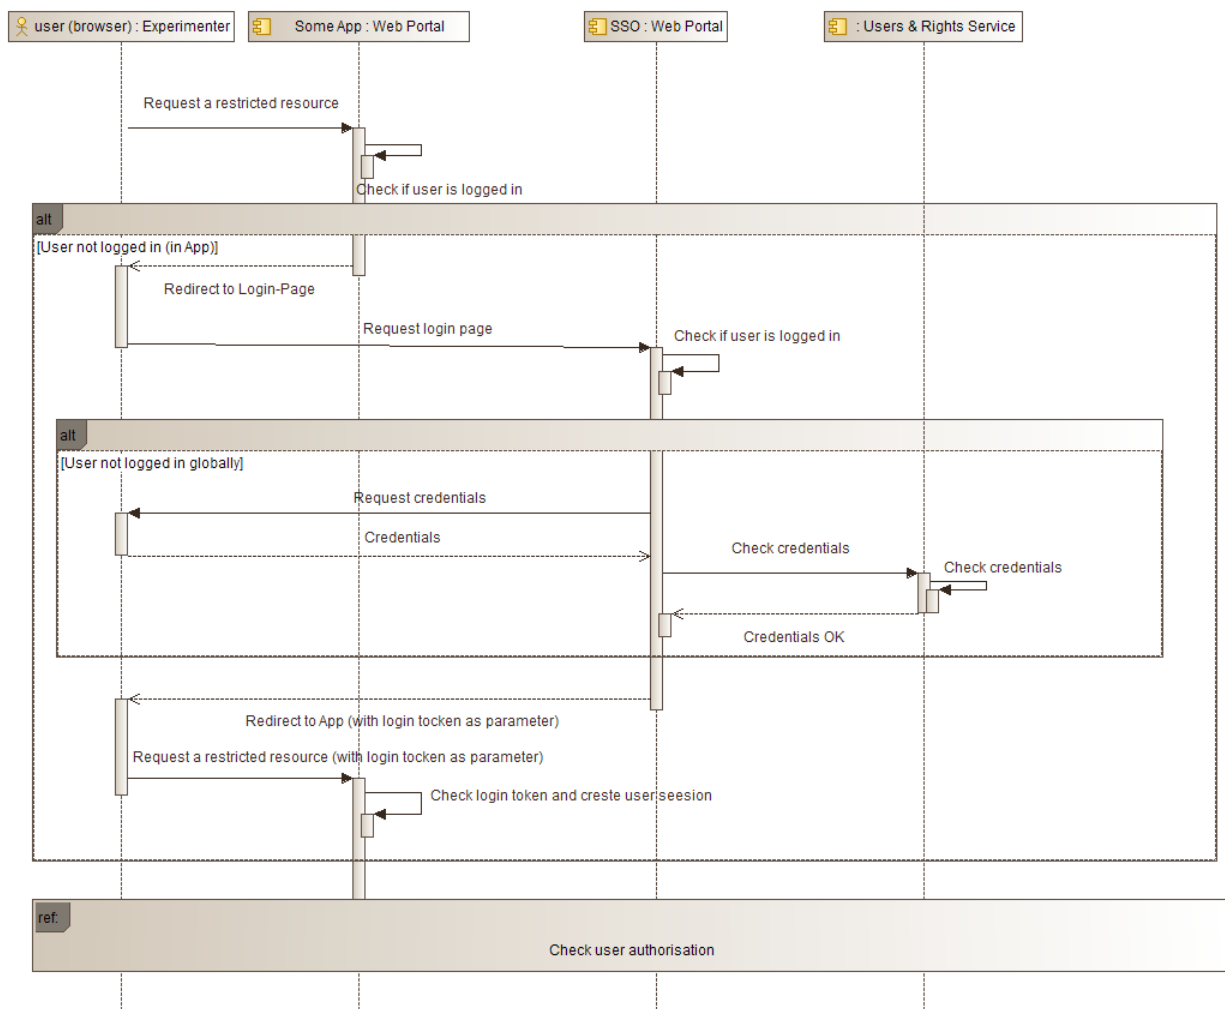 user (browser) : Experimenter
Some App : Web Portal
SSO : Web Portal
: Users & Rights Service
Request a restricted resource
Check if user is logged in
alt
[User not logged in (in App)]
Redirect to Login-Page
Request login page
Check if user is logged in
alt
[User not logged in globally]
Request credentials
Credentials
Check credentials
Check credentials
Credentials OK
Redirect to App (with login tocken as parameter)
Request a restricted resource (with login tocken as parameter)
Check login token and creste user seesion
ref:
Check user authorisation